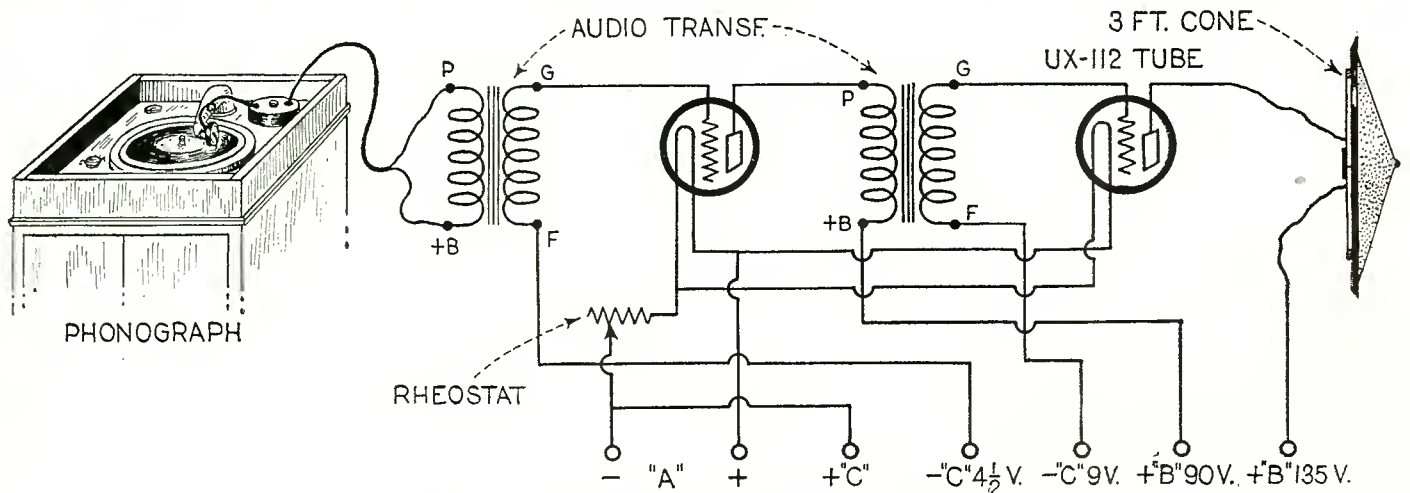 AUDIO TRANSF.
3 FT. CONE
UX-112 TUBE
P
G
P
G
+B
F
+B
F
PHONOGRAPH
RHEOSTAT
- "A" + +"C" -"C" 4½ V. -"C" 9V. +"B" 90V. +"B" 135 V.